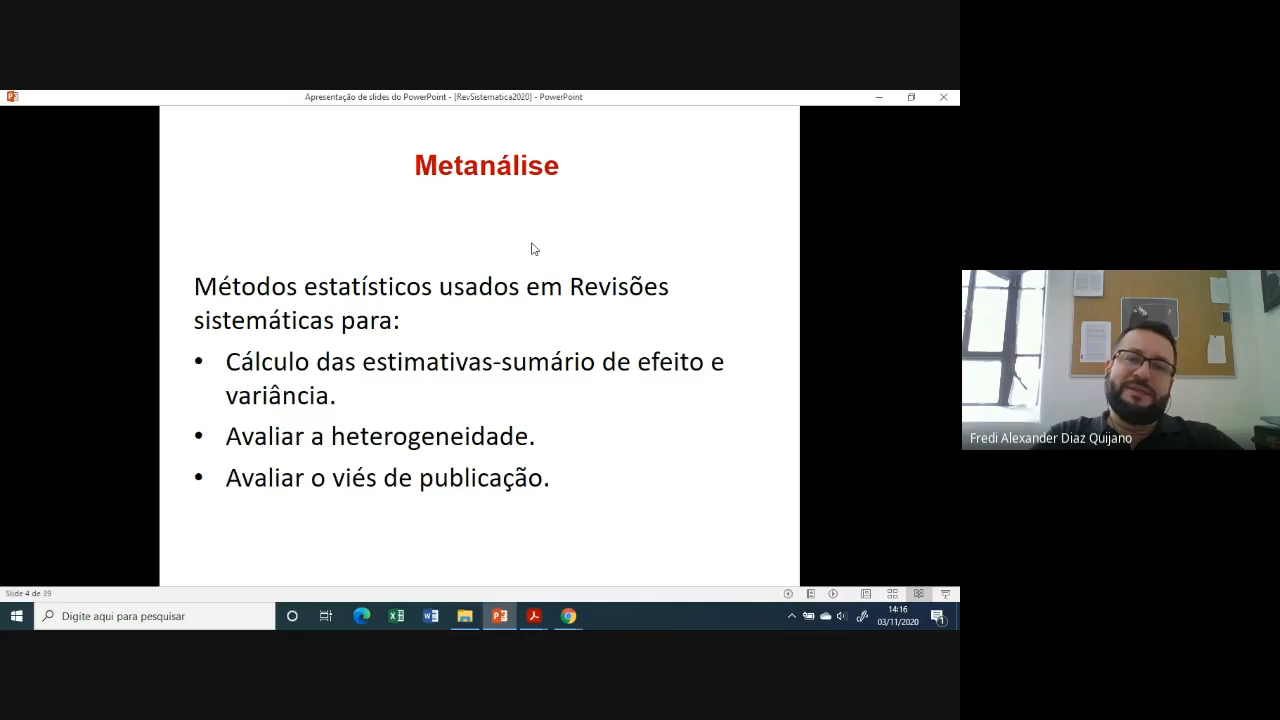 Apresentação de slides do PowerPoint - [RevSistematica2020] - PowerPoint
Metanálise
Métodos estatísticos usados em Revisões
sistemáticas para:
• Cálculo das estimativas-sumário de efeito e
variância.
• Avaliar a heterogeneidade.
• Avaliar o viés de publicação.
Fredi Alexander Diaz Quijano
Slide 4 de 39
Digite aqui para pesquisar
14:16
03/11/2020